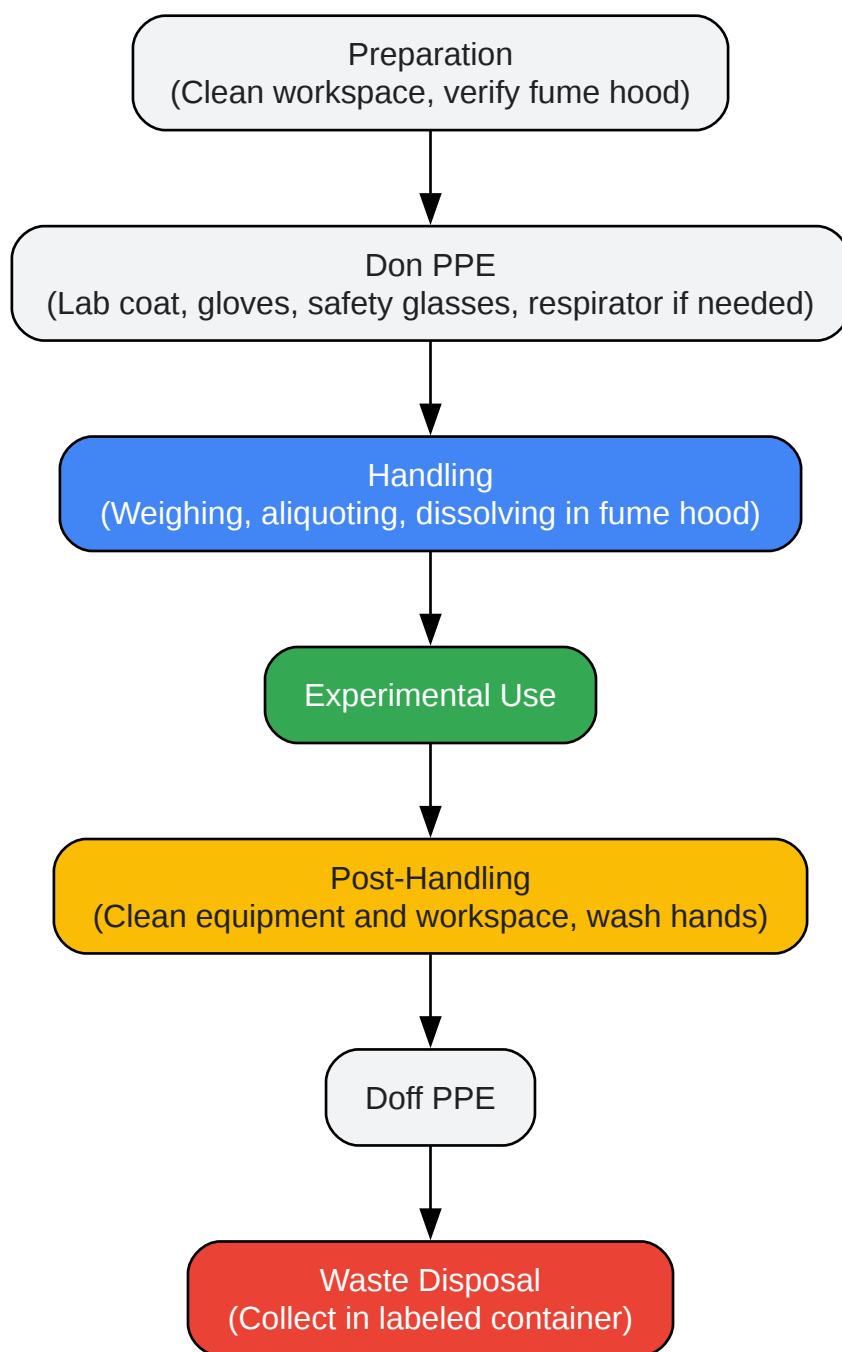 Preparation
(Clean workspace, verify fume hood)
Don PPE
(Lab coat, gloves, safety glasses, respirator if needed)
Handling
(Weighing, aliquoting, dissolving in fume hood)
Experimental Use
Post-Handling
(Clean equipment and workspace, wash hands)
Doff PPE
Waste Disposal
(Collect in labeled container)